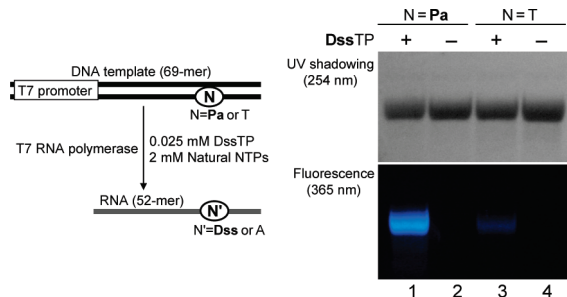 DNA template (69-mer)
T7 promoter
N
N=Pa or T
T7 RNA polymerase
0.025 mM DssTP
2 mM Natural NTPs
RNA (52-mer)
N'
N'=Dss or A
N = Pa N = T
DssTP + − + −
UV shadowing
(254 nm)
Fluorescence
(365 nm)
1 2 3 4